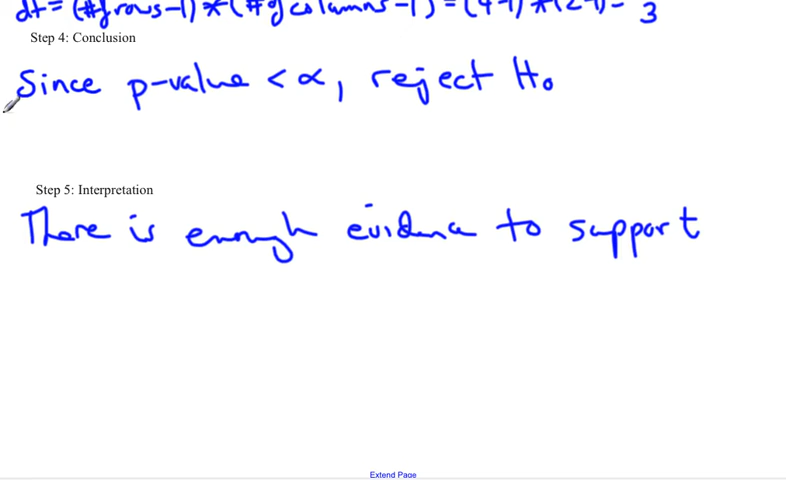 df = (# of rows -1) * (# of columns -1) = (4-1) * (2-1) = 3
Step 4: Conclusion
Since p-value < α, reject H₀
Step 5: Interpretation
There is enough evidence to support
Extend Page